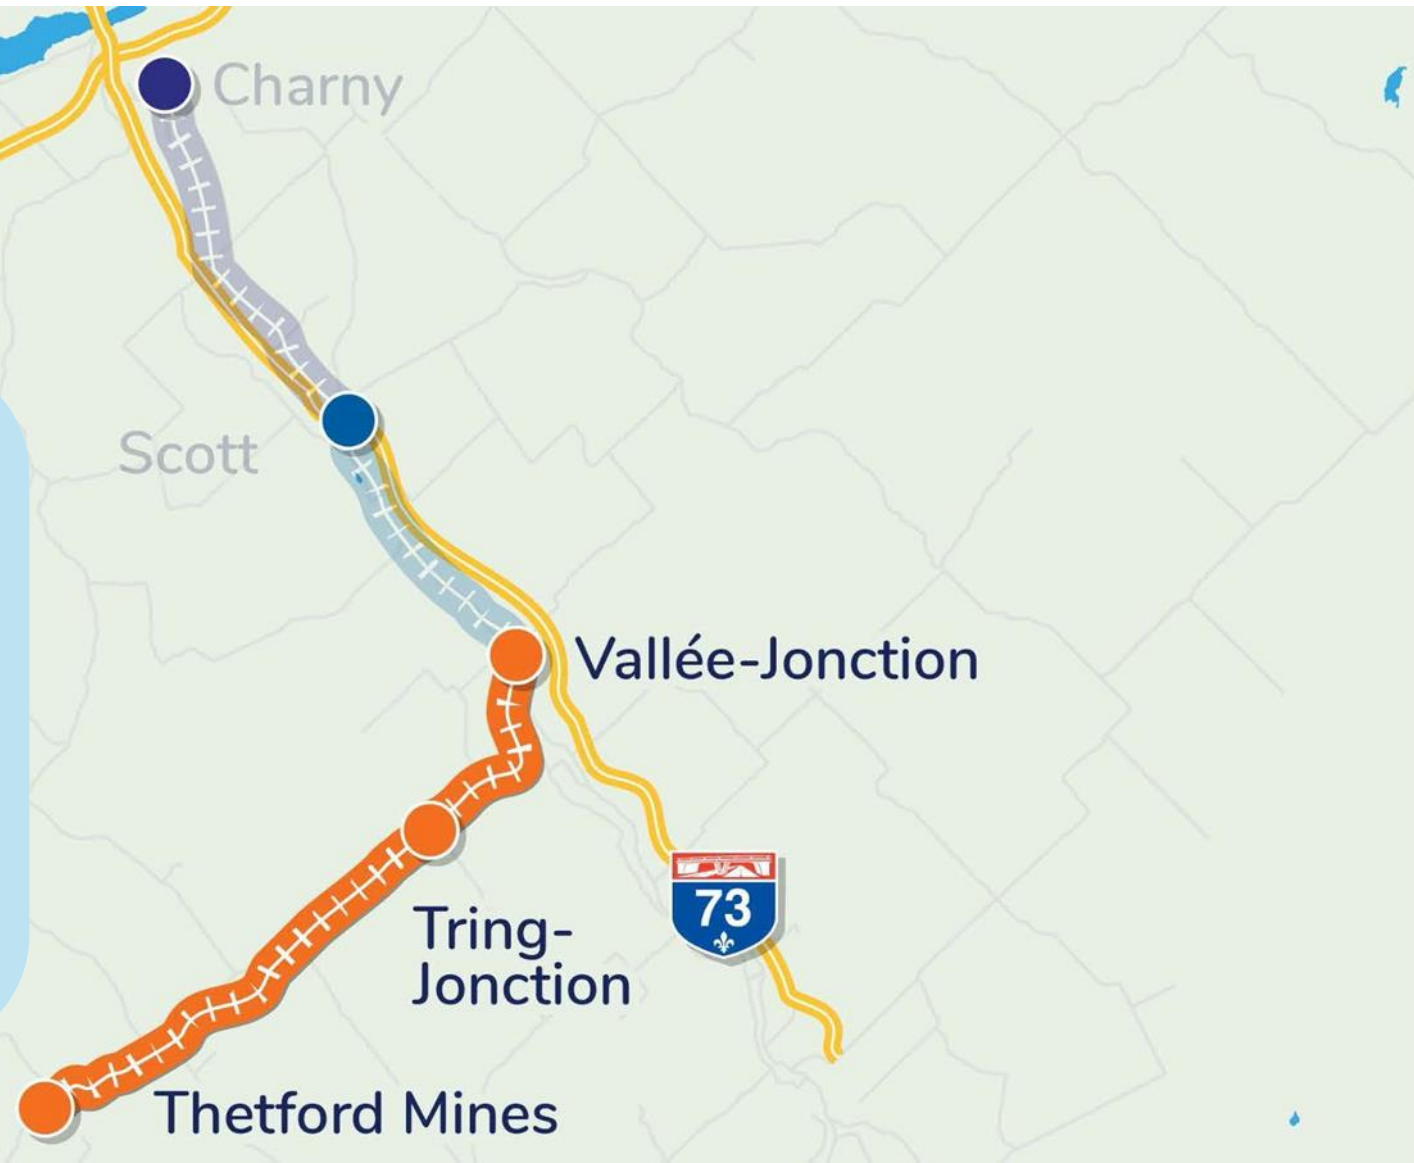 Charny
Scott
Vallée-Jonction
73
Tring-
Jonction
Thetford Mines